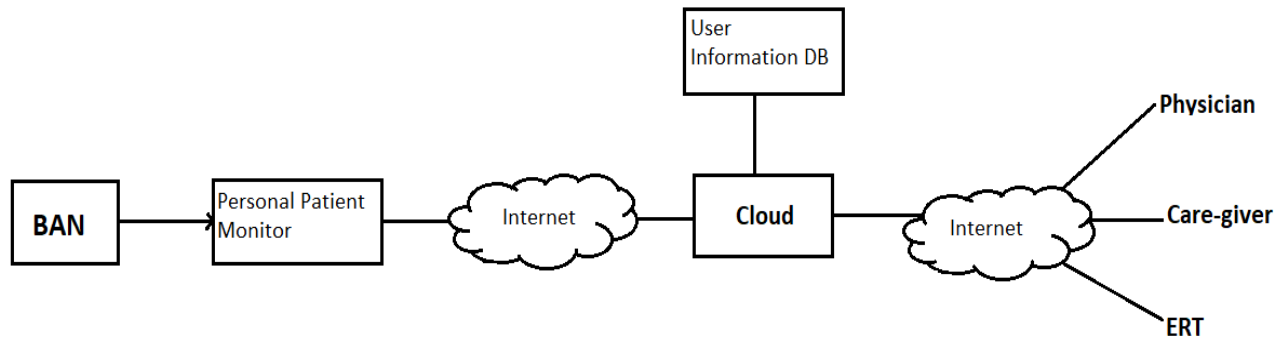 User
Information DB
Physician
BAN
Personal Patient
Monitor
Internet
Cloud
Internet
Care-giver
ERT